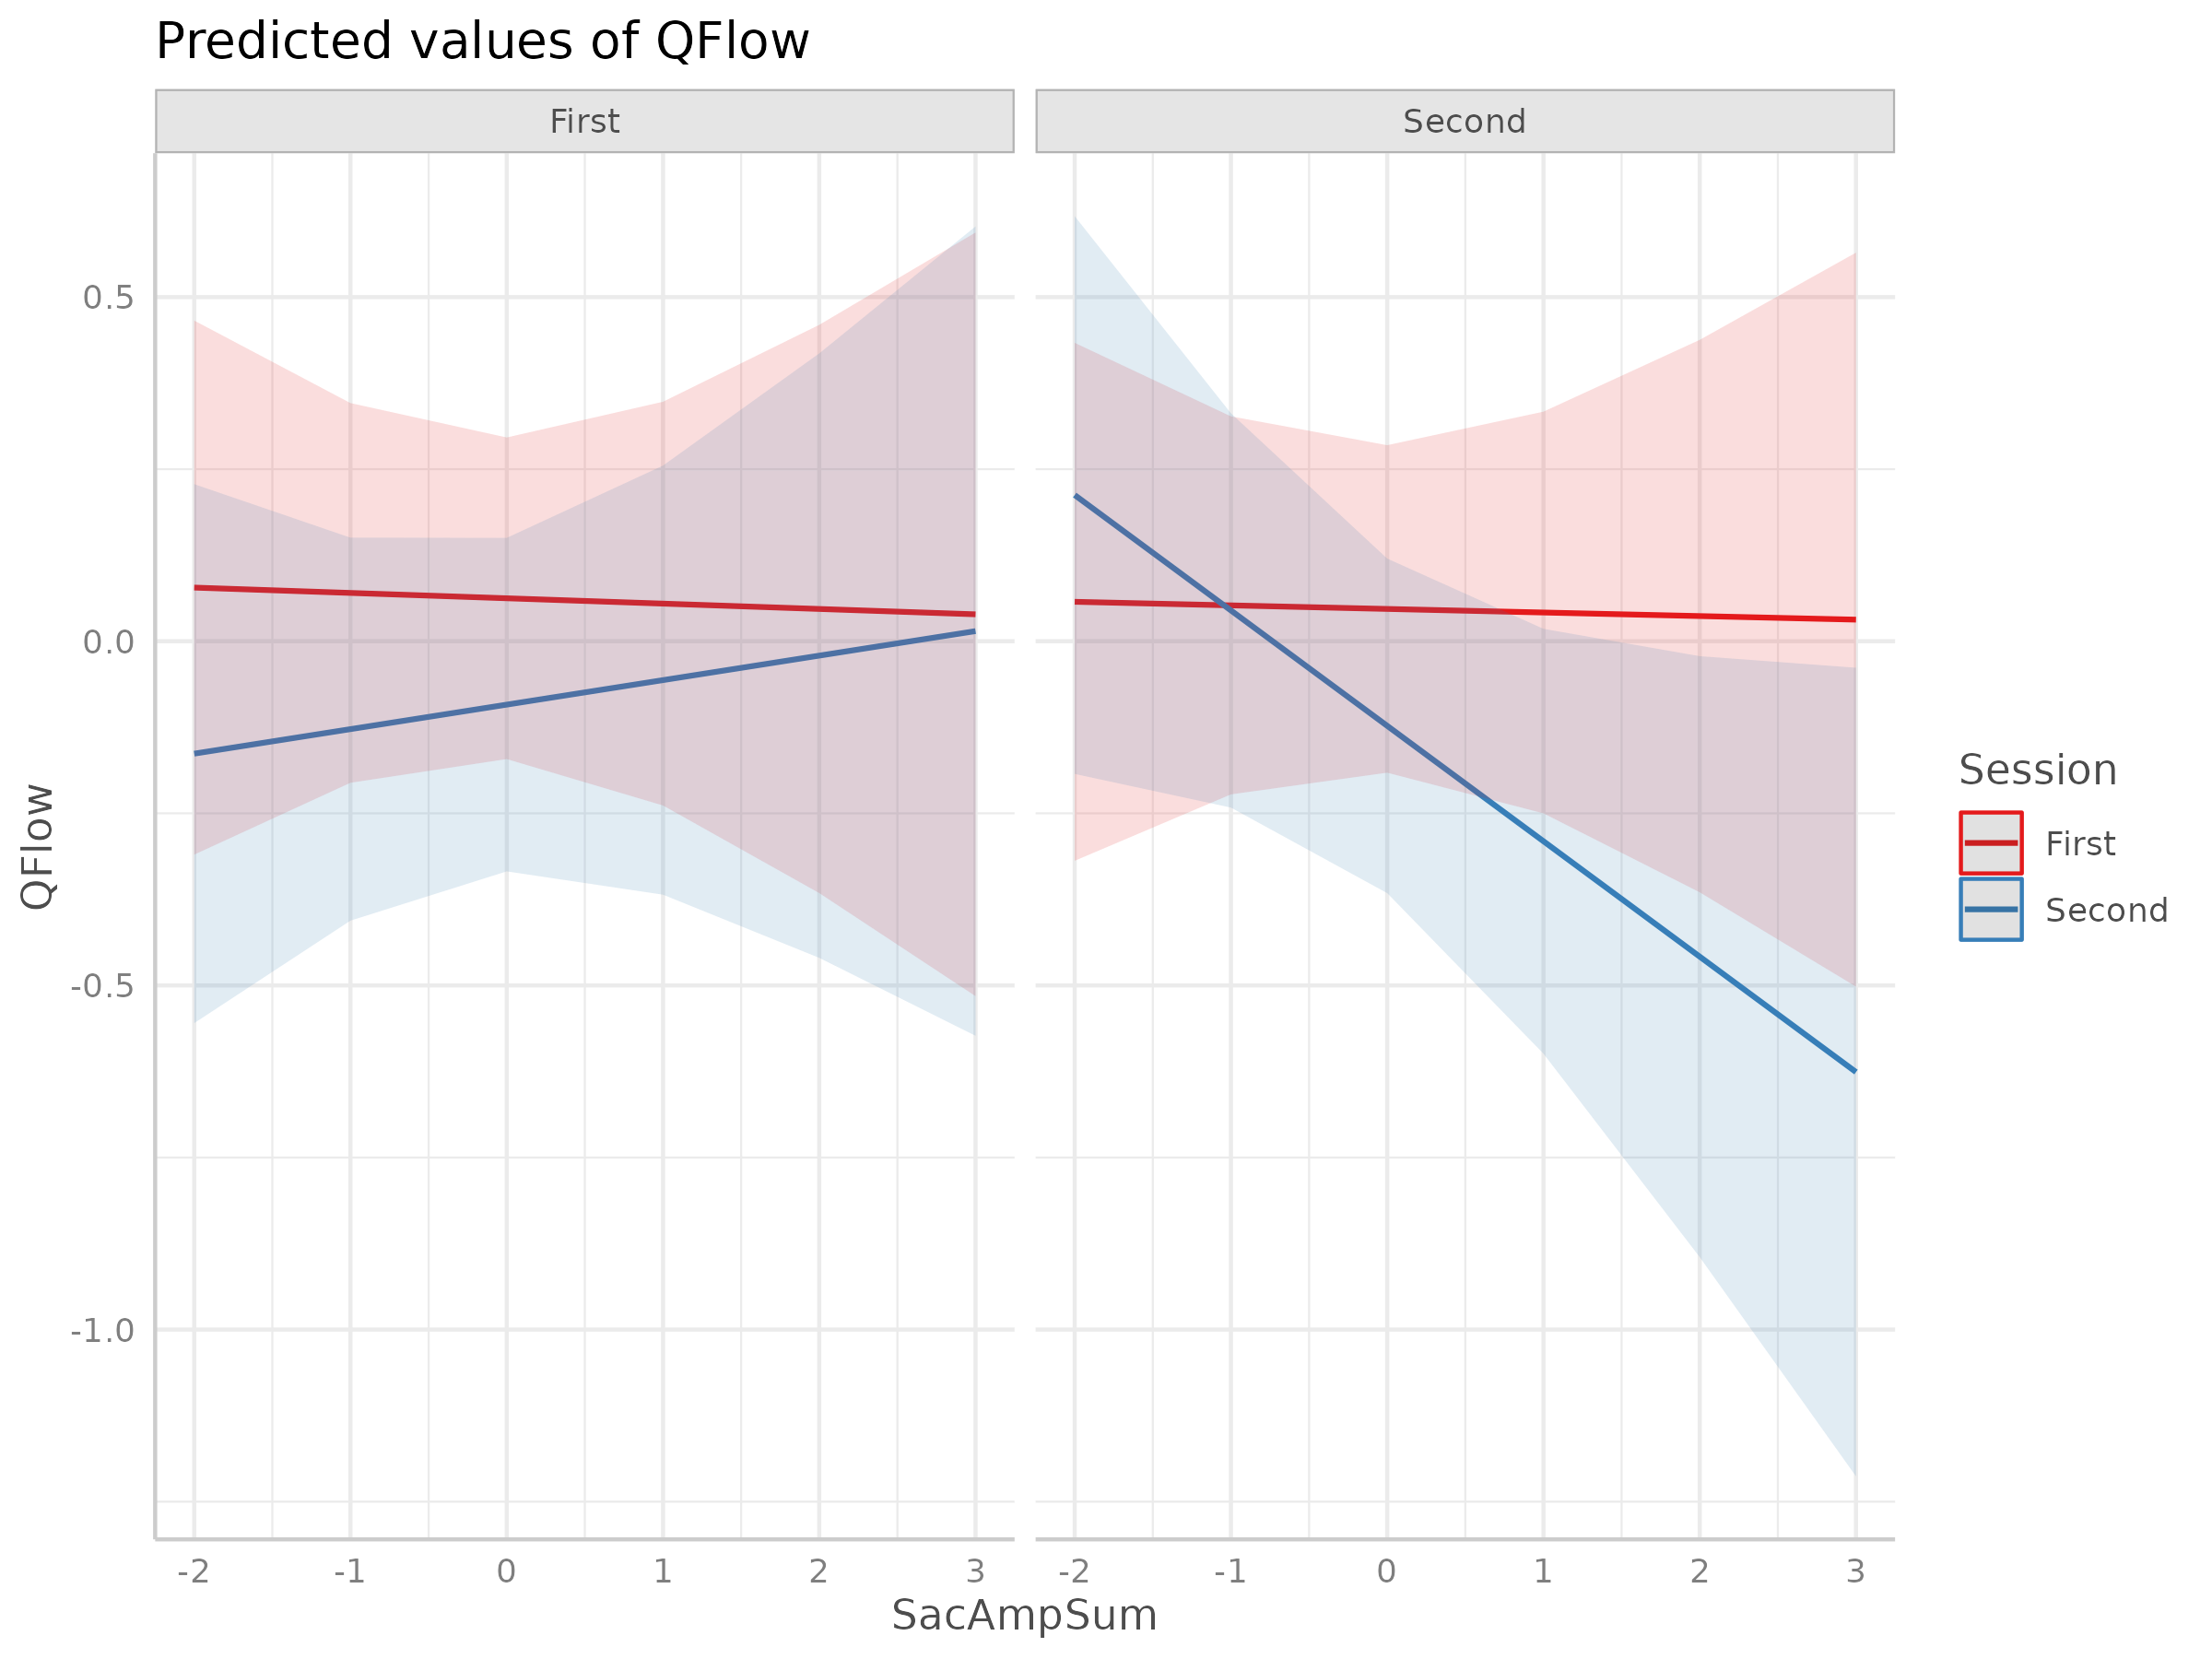 Predicted values of QFlow
First
Second
0.5
0.0
-0.5
-1.0
QFlow
-2 -1 0 1 2 3
-2 -1 0 1 2 3
SacAmpSum
Session
First
Second